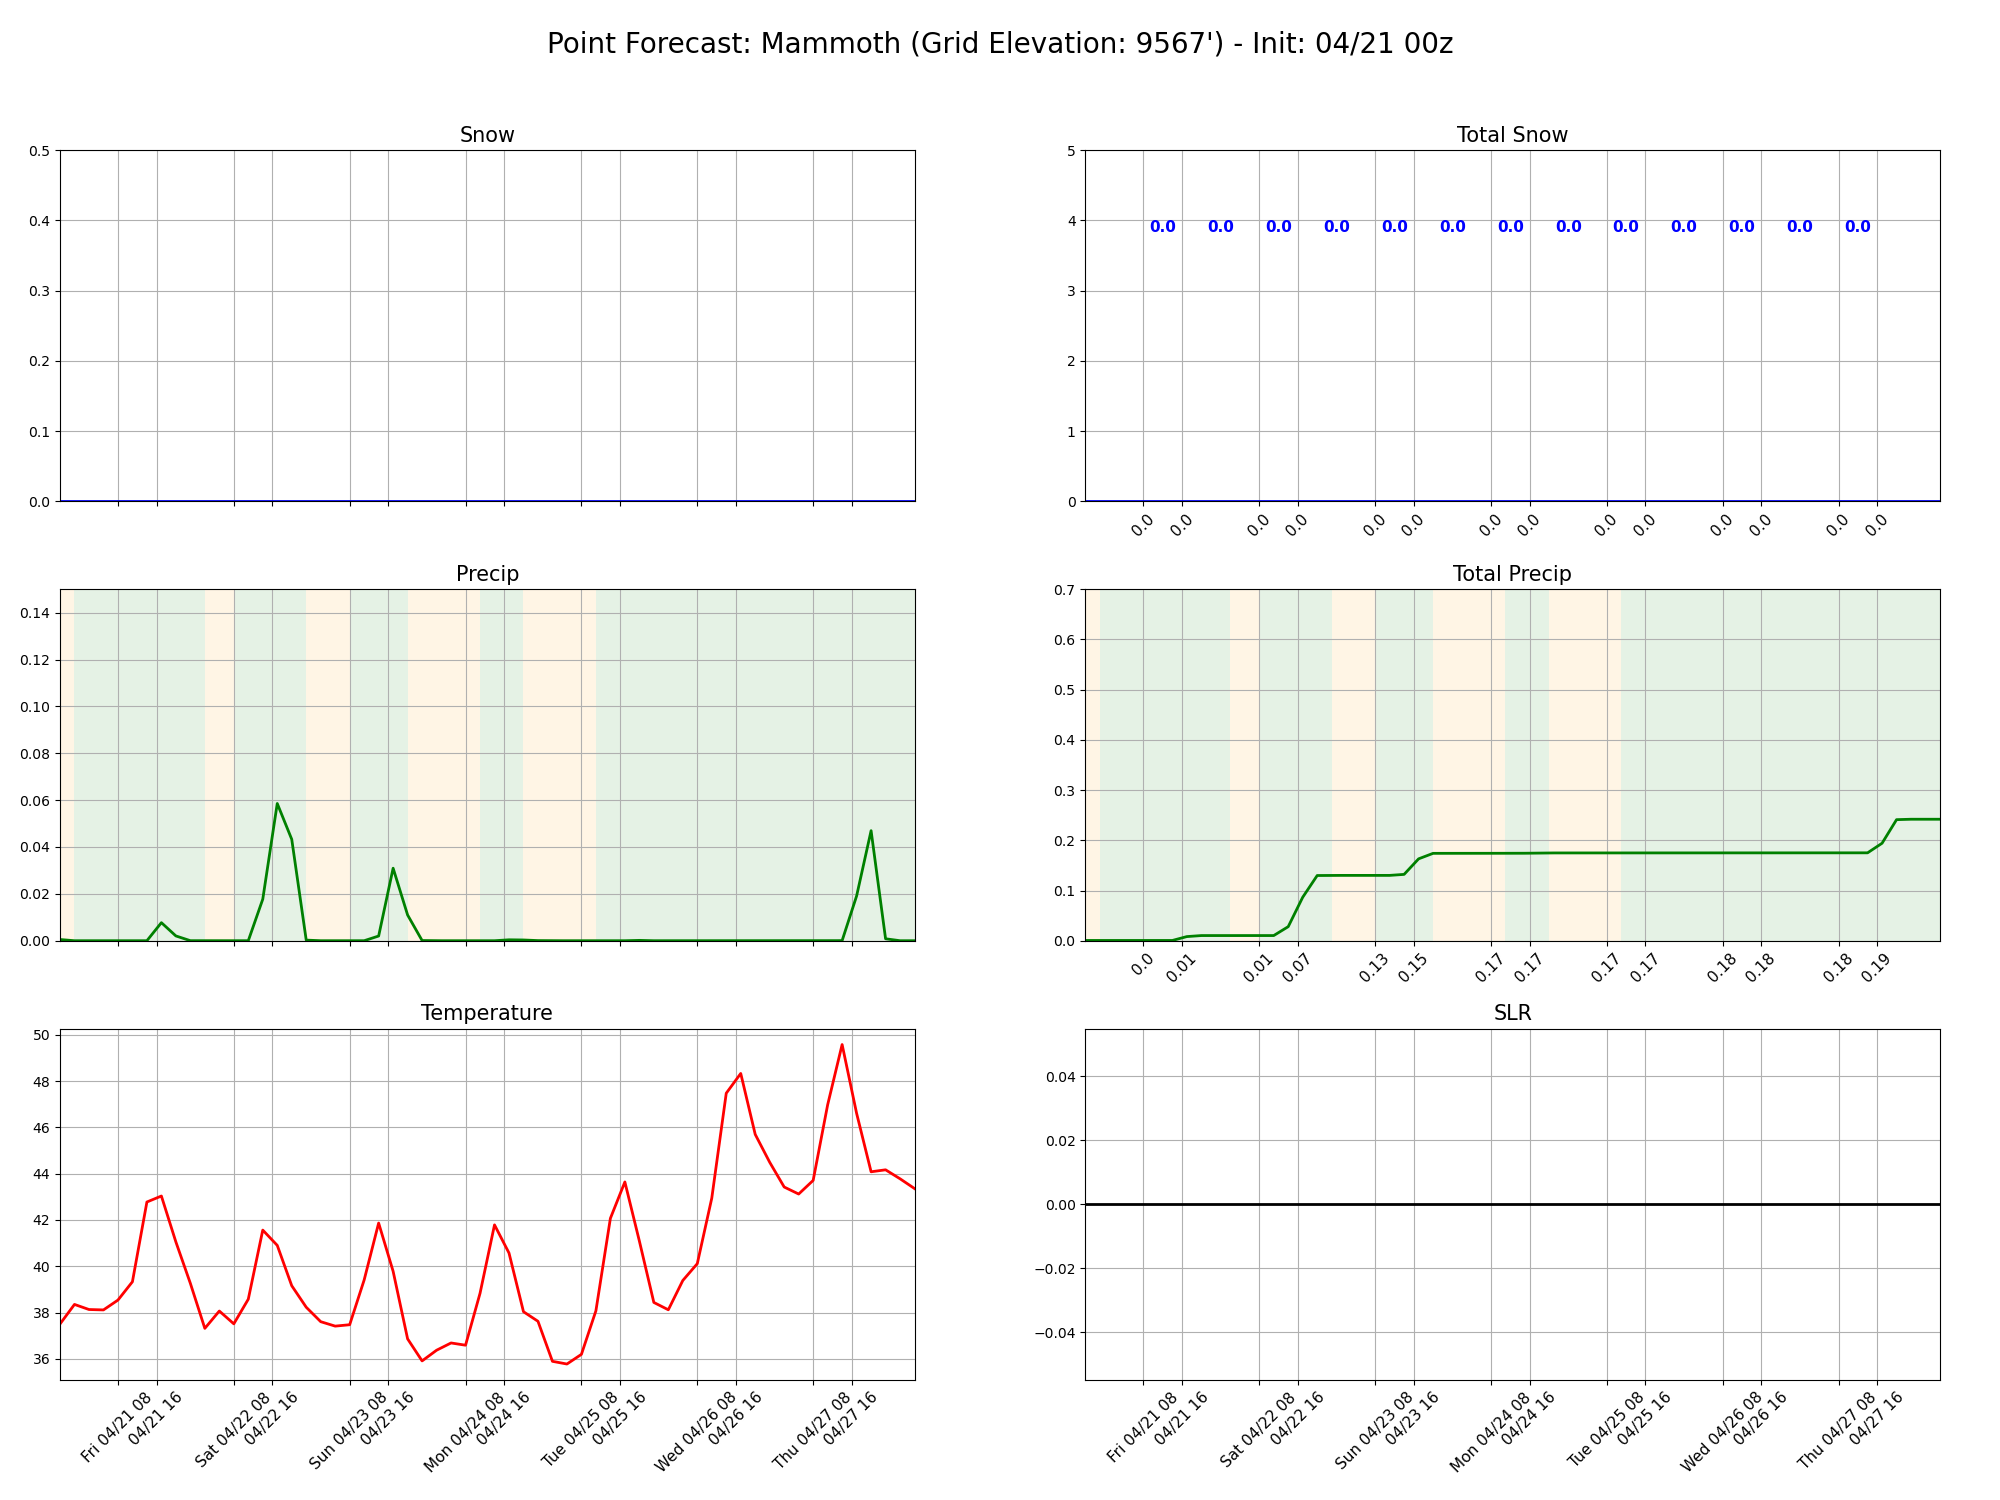 Point Forecast: Mammoth (Grid Elevation: 9567') - Init: 04/21 00z
Snow
0.5
0.4
0.3
0.2
0.1
0.0
Total Snow
5
4
3
2
1
0
0.0 0.0 0.0 0.0 0.0 0.0 0.0 0.0 0.0 0.0 0.0 0.0 0.0
0.0 0.0 0.0 0.0 0.0 0.0 0.0 0.0 0.0 0.0 0.0 0.0 0.0 0.0
Precip
0.14
0.12
0.10
0.08
0.06
0.04
0.02
0.00
Total Precip
0.7
0.6
0.5
0.4
0.3
0.2
0.1
0.0
0.0 0.01 0.01 0.07 0.13 0.15 0.17 0.17 0.17 0.17 0.18 0.18 0.18 0.19
Temperature
50
48
46
44
42
40
38
36
Fri 04/21 08
04/21 16
Sat 04/22 08
04/22 16
Sun 04/23 08
04/23 16
Mon 04/24 08
04/24 16
Tue 04/25 08
04/25 16
Wed 04/26 08
04/26 16
Thu 04/27 08
04/27 16
SLR
0.04
0.02
0.00
−0.02
−0.04
Fri 04/21 08
04/21 16
Sat 04/22 08
04/22 16
Sun 04/23 08
04/23 16
Mon 04/24 08
04/24 16
Tue 04/25 08
04/25 16
Wed 04/26 08
04/26 16
Thu 04/27 08
04/27 16